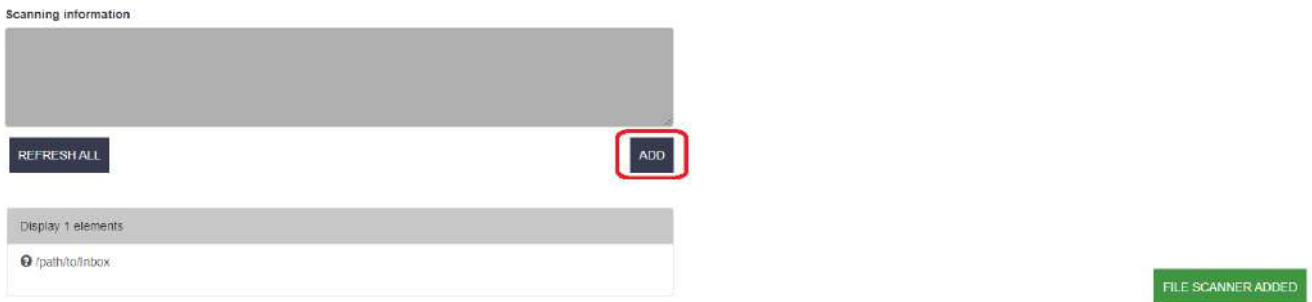 Scanning information
REFRESH ALL
ADD
Display 1 elements
/path/to/Inbox
FILE SCANNER ADDED